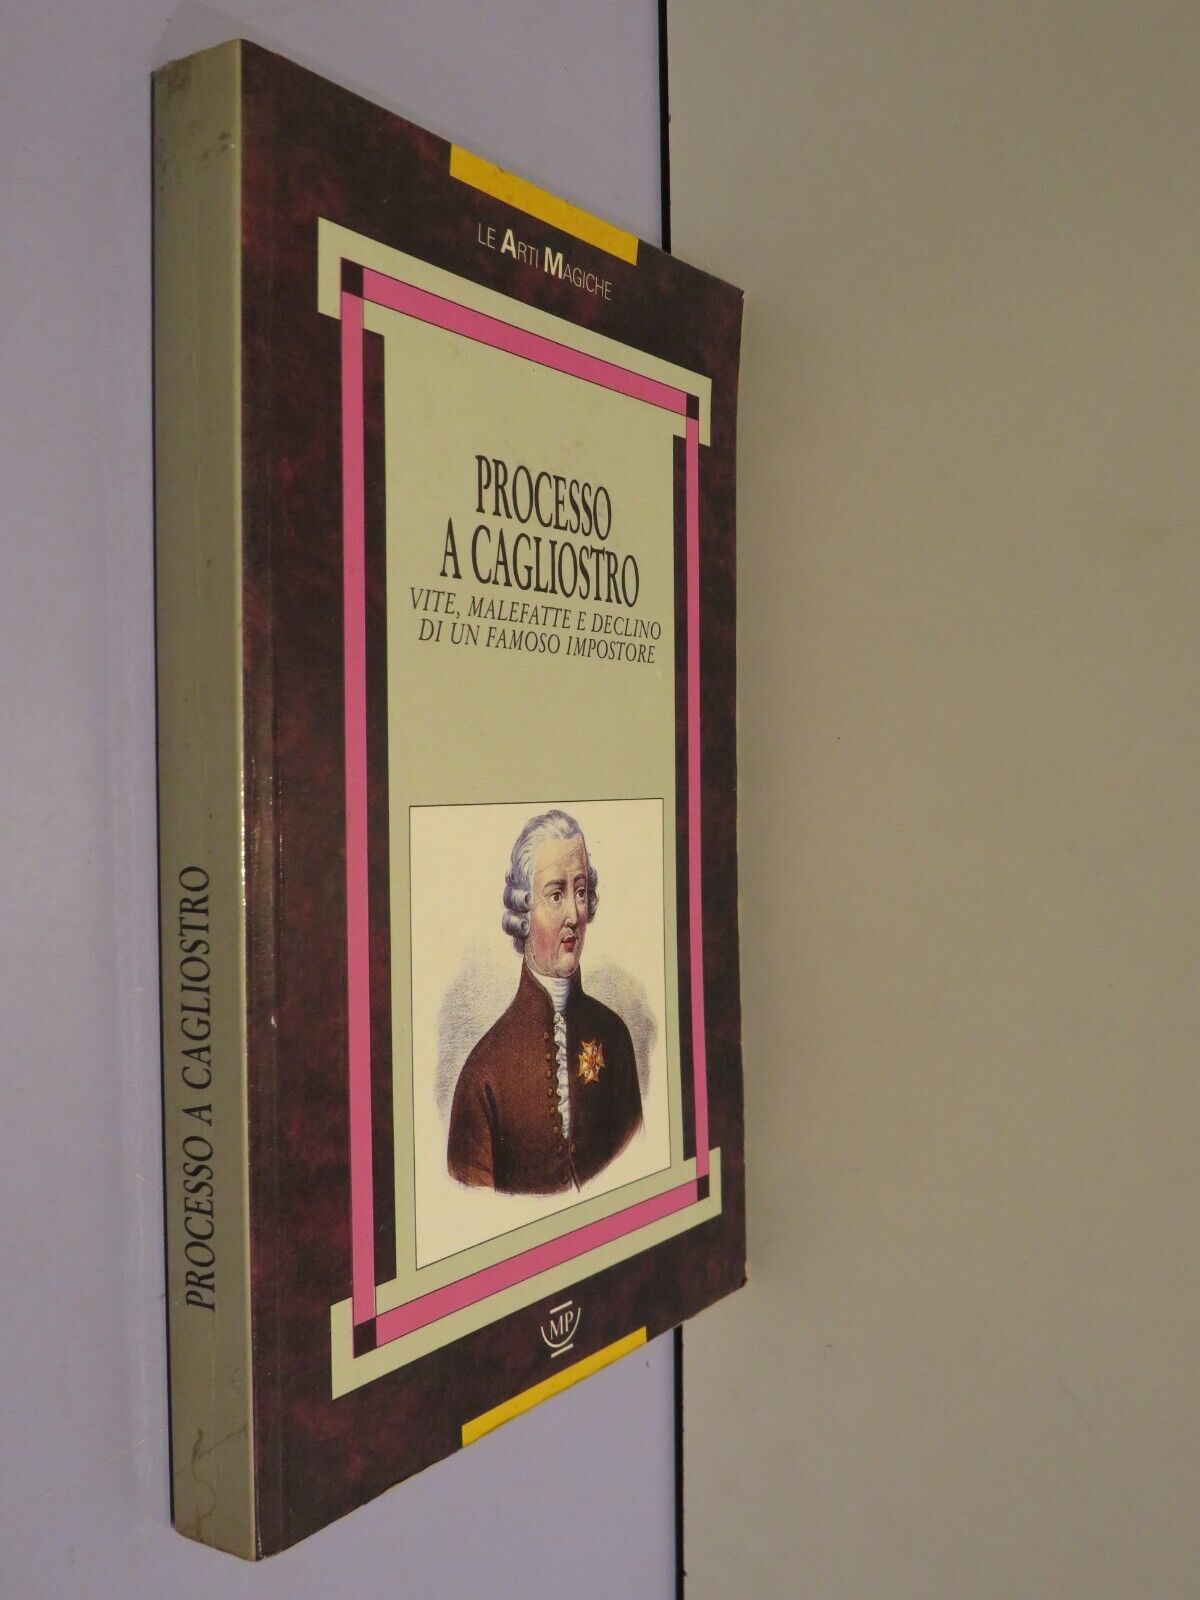 LE ARTI MAGICHE
PROCESSO
A CAGLIOSTRO
VITE, MALEFATTE E DECLINO
DI UN FAMOSO IMPOSTORE
MP
PROCESSO A CAGLIOSTRO